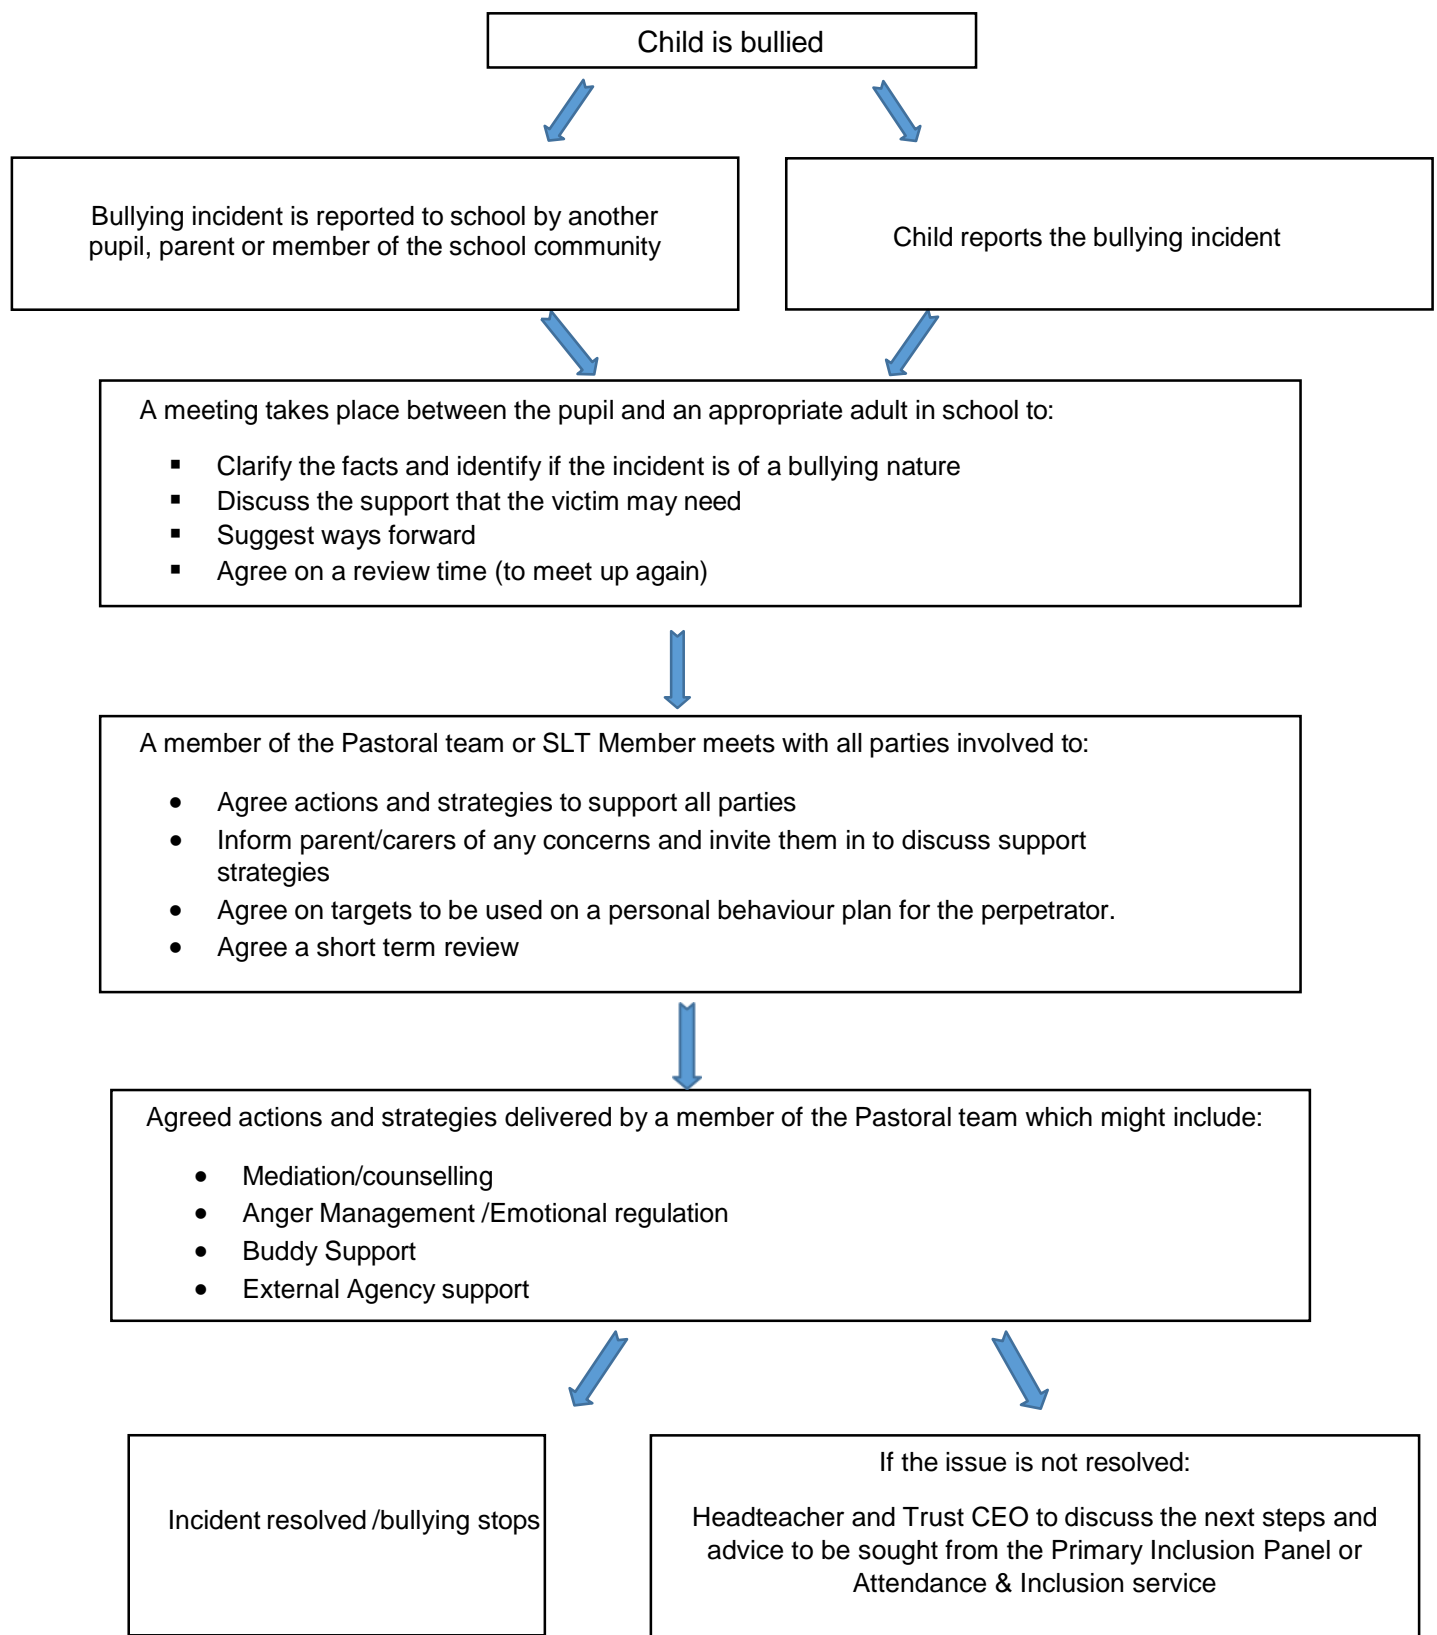 Child is bullied
Bullying incident is reported to school by another
pupil, parent or member of the school community
Child reports the bullying incident
A meeting takes place between the pupil and an appropriate adult in school to:
▪ Clarify the facts and identify if the incident is of a bullying nature
▪ Discuss the support that the victim may need
▪ Suggest ways forward
▪ Agree on a review time (to meet up again)
A member of the Pastoral team or SLT Member meets with all parties involved to:
• Agree actions and strategies to support all parties
• Inform parent/carers of any concerns and invite them in to discuss support
strategies
• Agree on targets to be used on a personal behaviour plan for the perpetrator.
• Agree a short term review
Agreed actions and strategies delivered by a member of the Pastoral team which might include:
• Mediation/counselling
• Anger Management /Emotional regulation
• Buddy Support
• External Agency support
Incident resolved /bullying stops
If the issue is not resolved:
Headteacher and Trust CEO to discuss the next steps and
advice to be sought from the Primary Inclusion Panel or
Attendance & Inclusion service